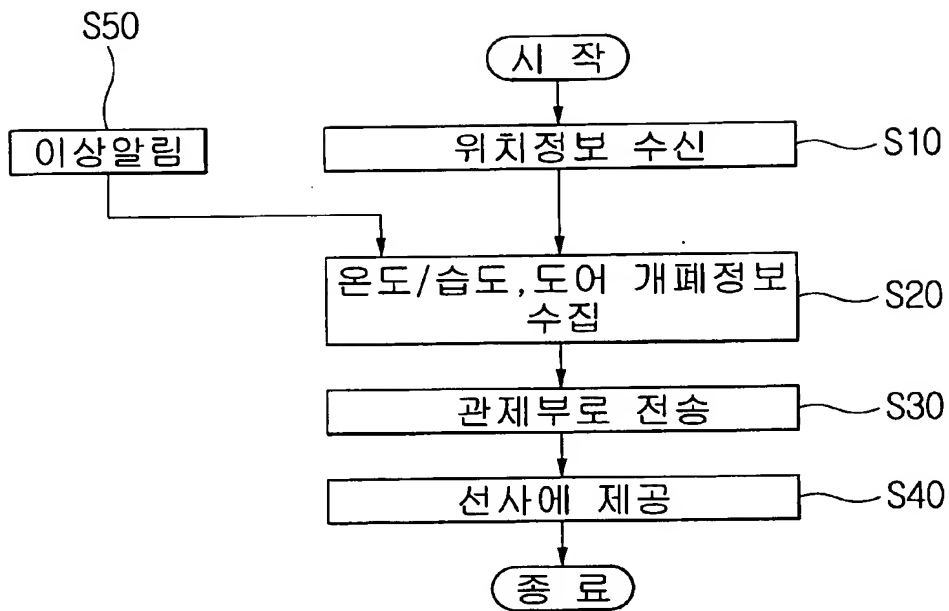 S50
시 작
이상알림
위치정보 수신
S10
온도/습도,도어 개폐정보
수집
S20
관제부로 전송
S30
선사에 제공
S40
종 료